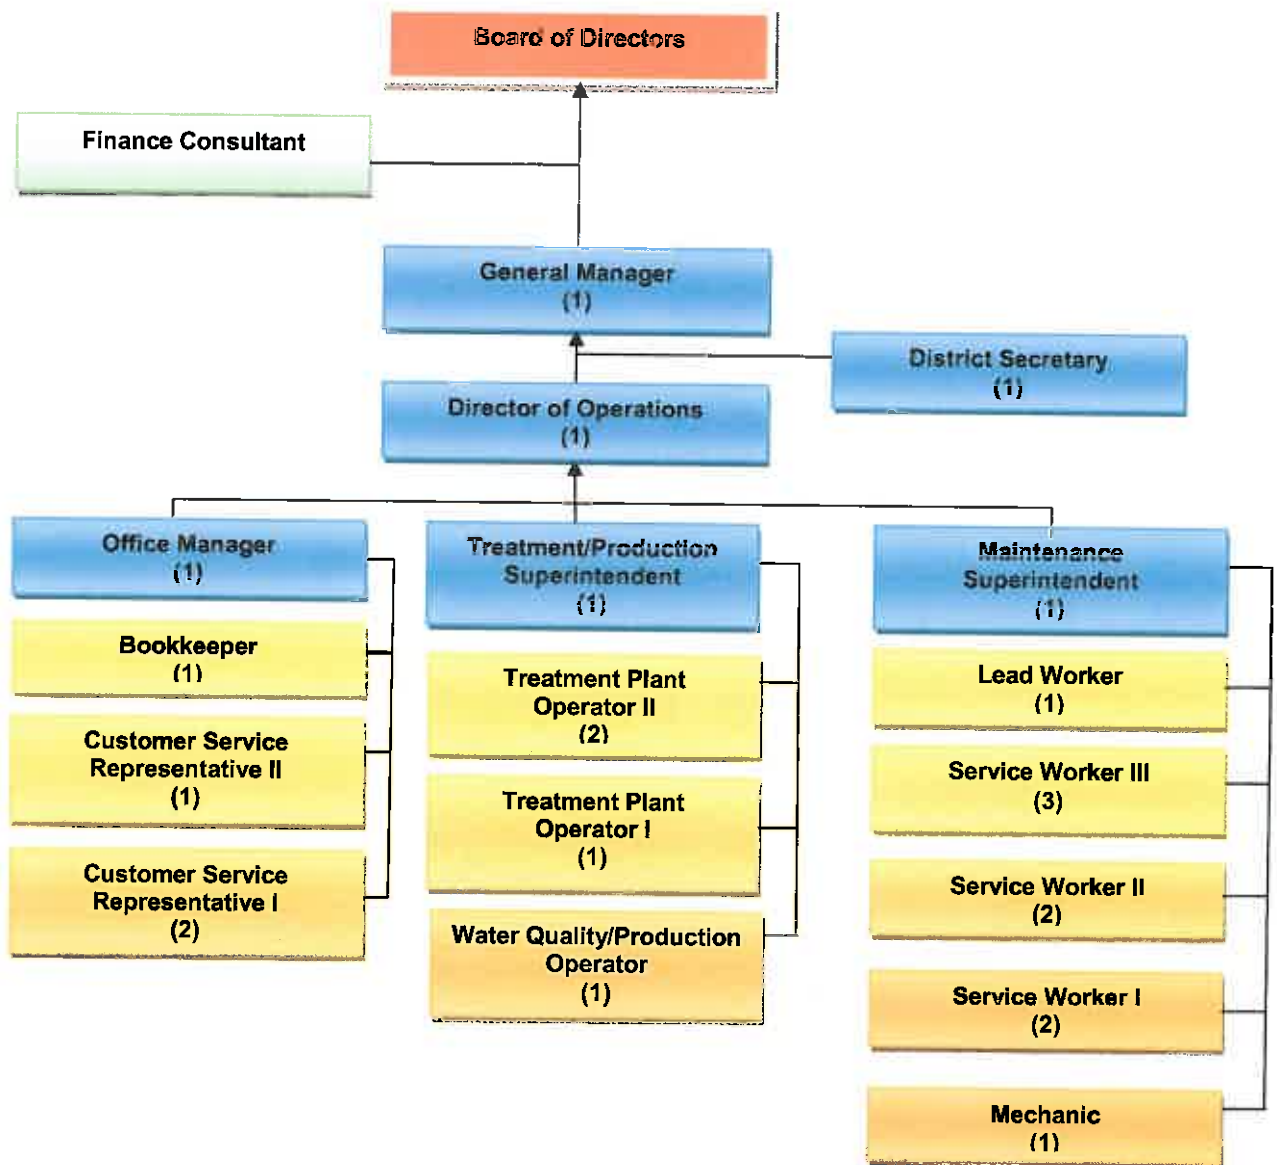 Board of Directors
Finance Consultant
General Manager
(1)
District Secretary
(1)
Director of Operations
(1)
Office Manager
(1)
Bookkeeper
(1)
Customer Service
Representative II
(1)
Customer Service
Representative I
(2)
Treatment/Production
Superintendent
(1)
Treatment Plant
Operator II
(2)
Treatment Plant
Operator I
(1)
Water Quality/Production
Operator
(1)
Maintenance
Superintendent
(1)
Lead Worker
(1)
Service Worker III
(3)
Service Worker II
(2)
Service Worker I
(2)
Mechanic
(1)